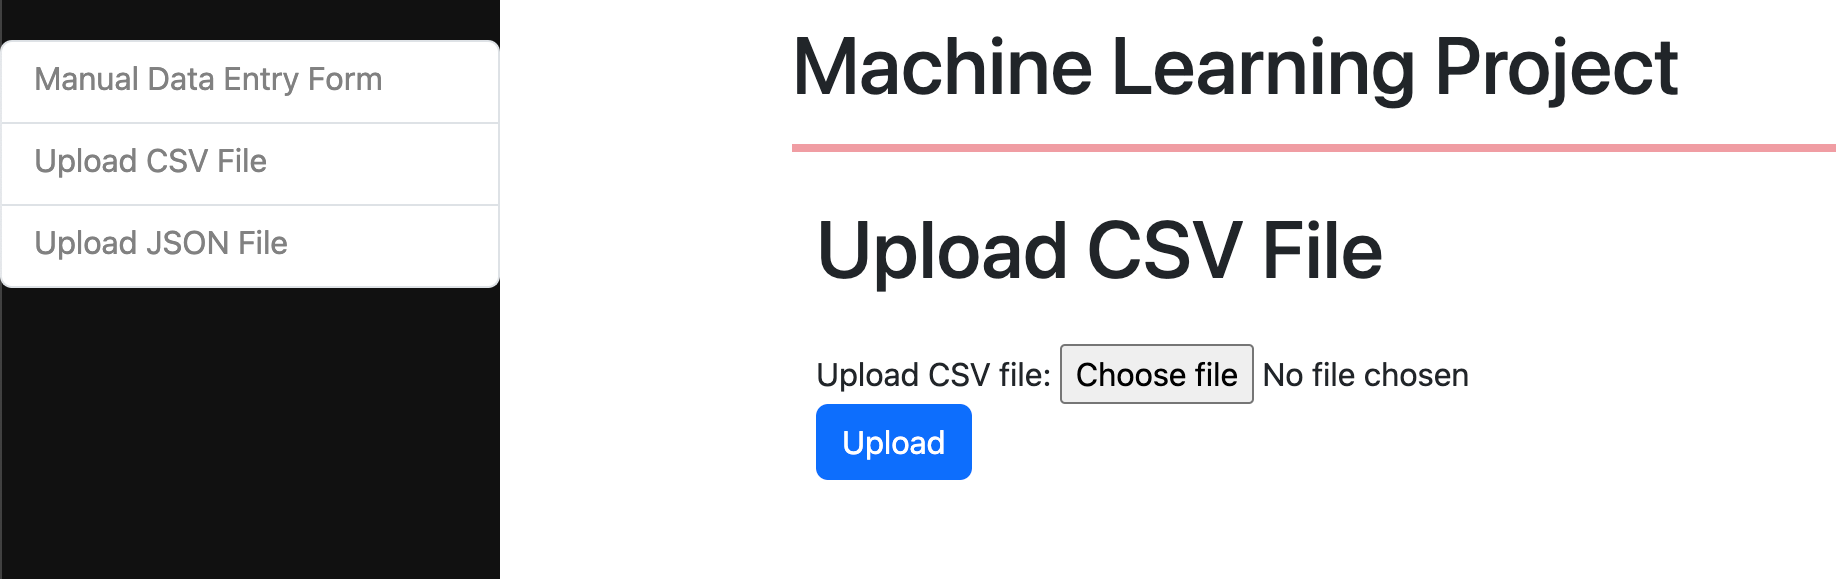 Manual Data Entry Form
Upload CSV File
Upload JSON File
Machine Learning Project
Upload CSV File
Upload CSV file: Choose file No file chosen
Upload